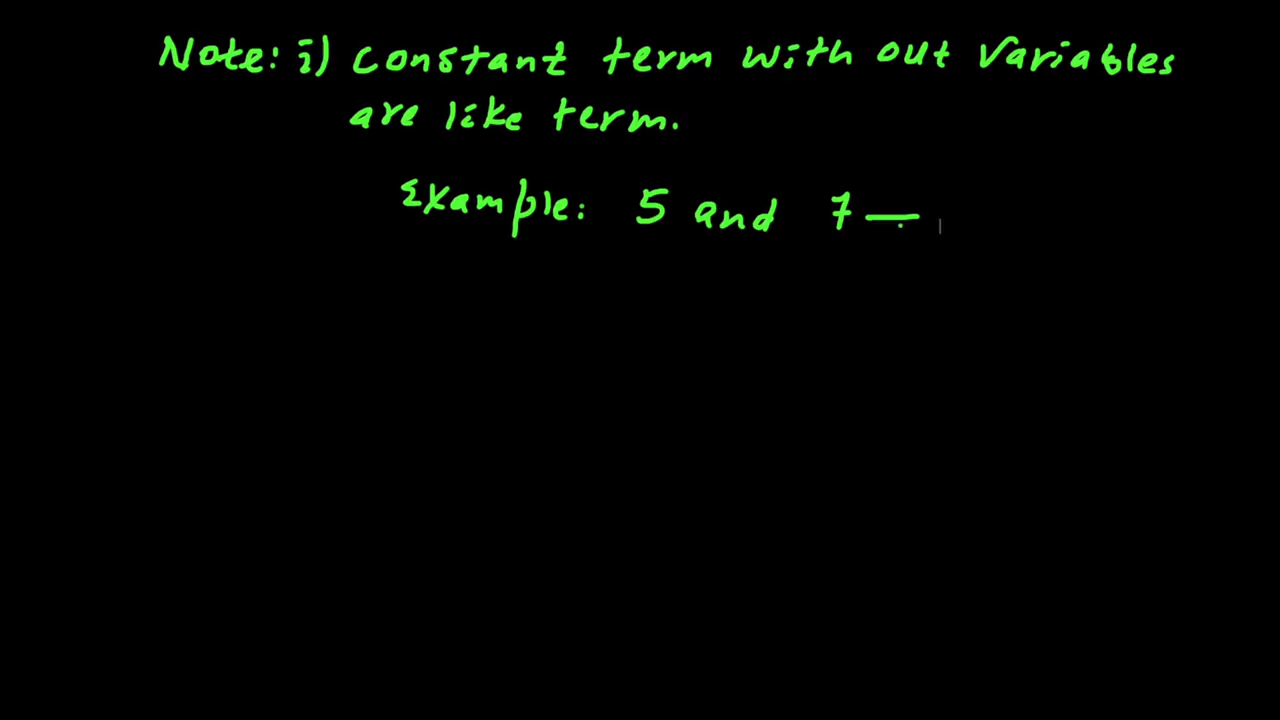 Note: i) constant term with out variables
are like term.
Example: 5 and 7 —